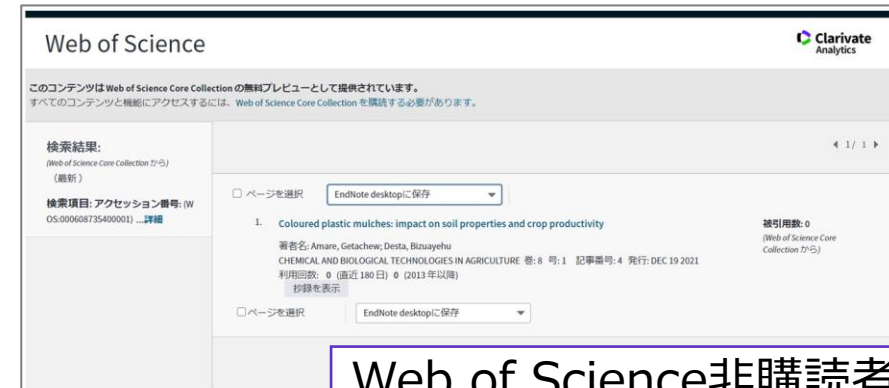 Web of Science
Clarivate
Analytics
このコンテンツは Web of Science Core Collection の無料プレビューとして提供されています。
すべてのコンテンツと機能にアクセスするには、Web of Science Core Collection を購読する必要があります。
検索結果:
(Web of Science Core Collection から)
(最新)
検索項目: アクセッション番号: (W
OS:000608735400001) ...詳細
1/ 1
ページを選択 EndNote desktopに保存
1. Coloured plastic mulches: impact on soil properties and crop productivity
著者名: Amare, Getachew; Desta, Bizuayehu
CHEMICAL AND BIOLOGICAL TECHNOLOGIES IN AGRICULTURE 巻: 8 号: 1 記事番号: 4 発行: DEC 19 2021
利用回数: 0 (直近 180 日) 0 (2013 年以降)
抄録を表示
被引用数: 0
(Web of Science Core
Collection から)
ページを選択 EndNote desktopに保存
Web of Science非購読者